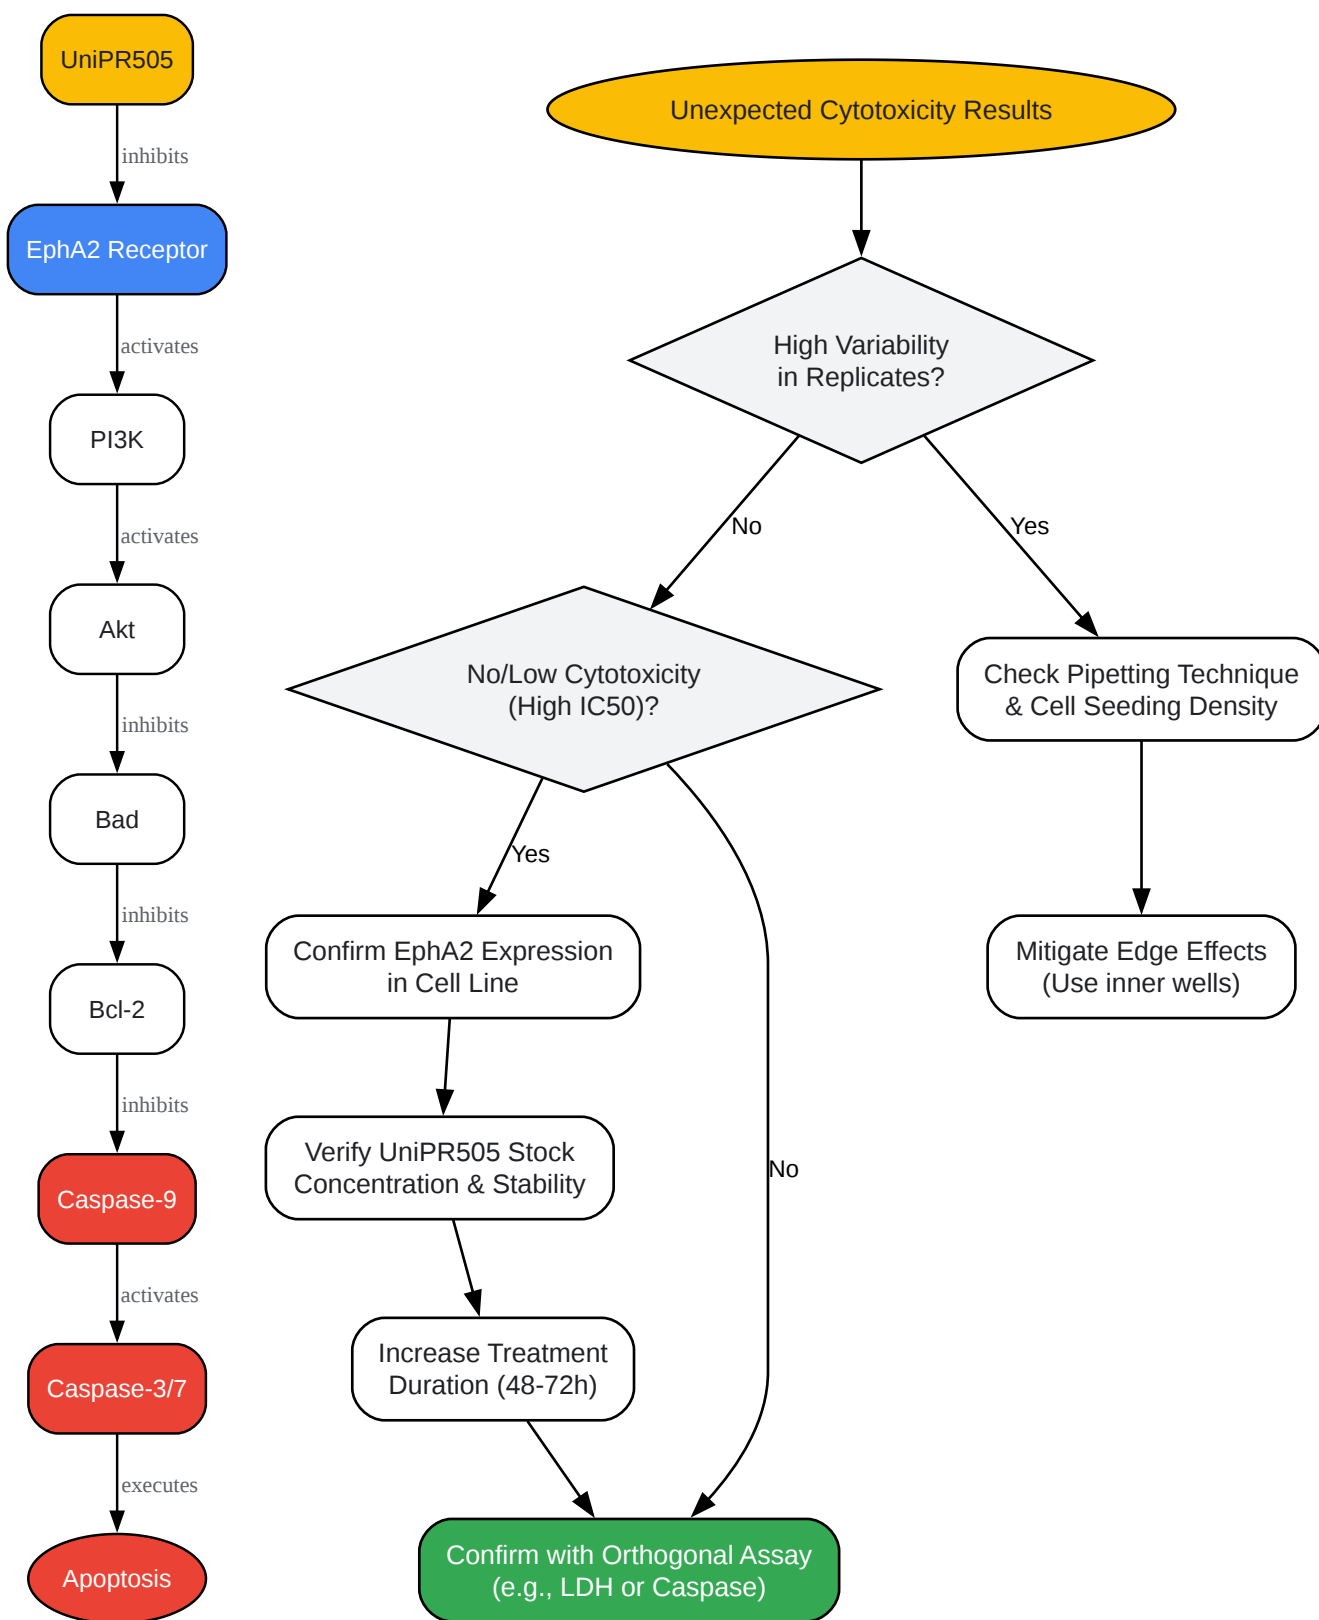 UniPR505
inhibits
EphA2 Receptor
activates
PI3K
activates
Akt
inhibits
Bad
inhibits
Bcl-2
inhibits
Caspase-9
activates
Caspase-3/7
executes
Apoptosis
Unexpected Cytotoxicity Results
High Variability
in Replicates?
No
Yes
No/Low Cytotoxicity
(High IC50)?
Check Pipetting Technique
& Cell Seeding Density
Yes
Confirm EphA2 Expression
in Cell Line
Mitigate Edge Effects
(Use inner wells)
Verify UniPR505 Stock
Concentration & Stability
No
Increase Treatment
Duration (48-72h)
Confirm with Orthogonal Assay
(e.g., LDH or Caspase)